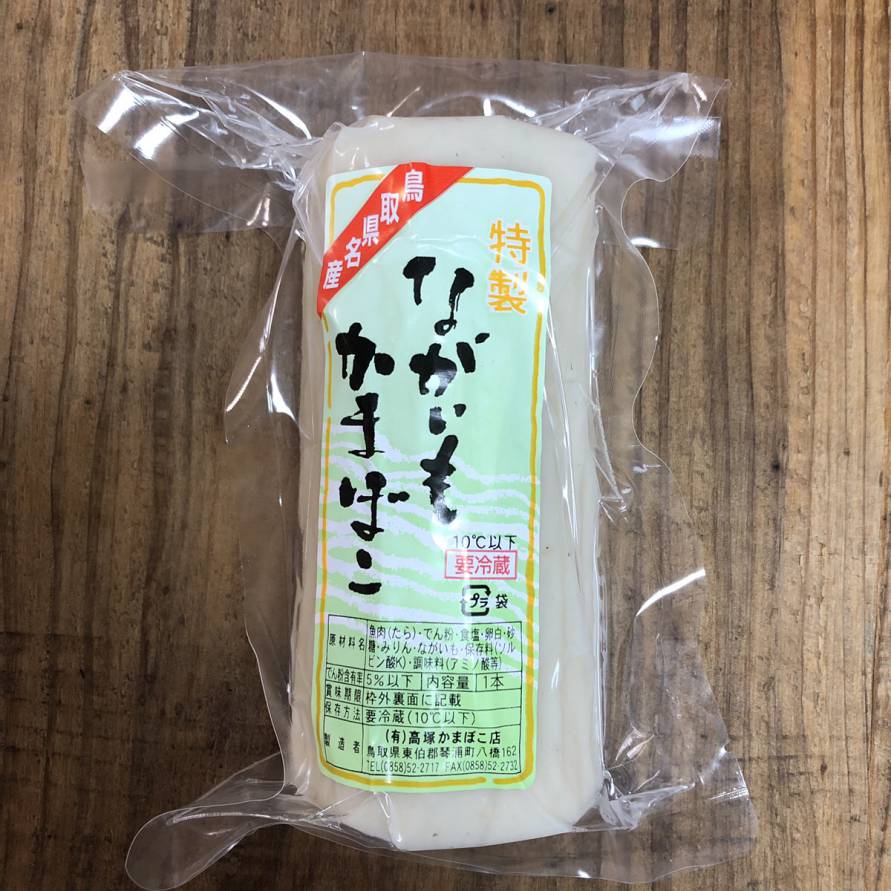 鳥取県名産
特製
ながいも
かまぼこ
10℃以下
要冷蔵
プラ 袋
原材料名 魚肉(たら)・でん粉・食塩・卵白・砂
糖・みりん・ながいも・保存料(ソル
ビン酸K)・調味料(アミノ酸等)
でん粉含有率 5%以下 内容量 1本
賞味期限 枠外裏面に記載
保存方法 要冷蔵(10℃以下)
製造者 (有)高塚かまぼこ店
鳥取県東伯郡琴浦町八橋162
TEL(0858)52-2717 FAX(0858)52-2732